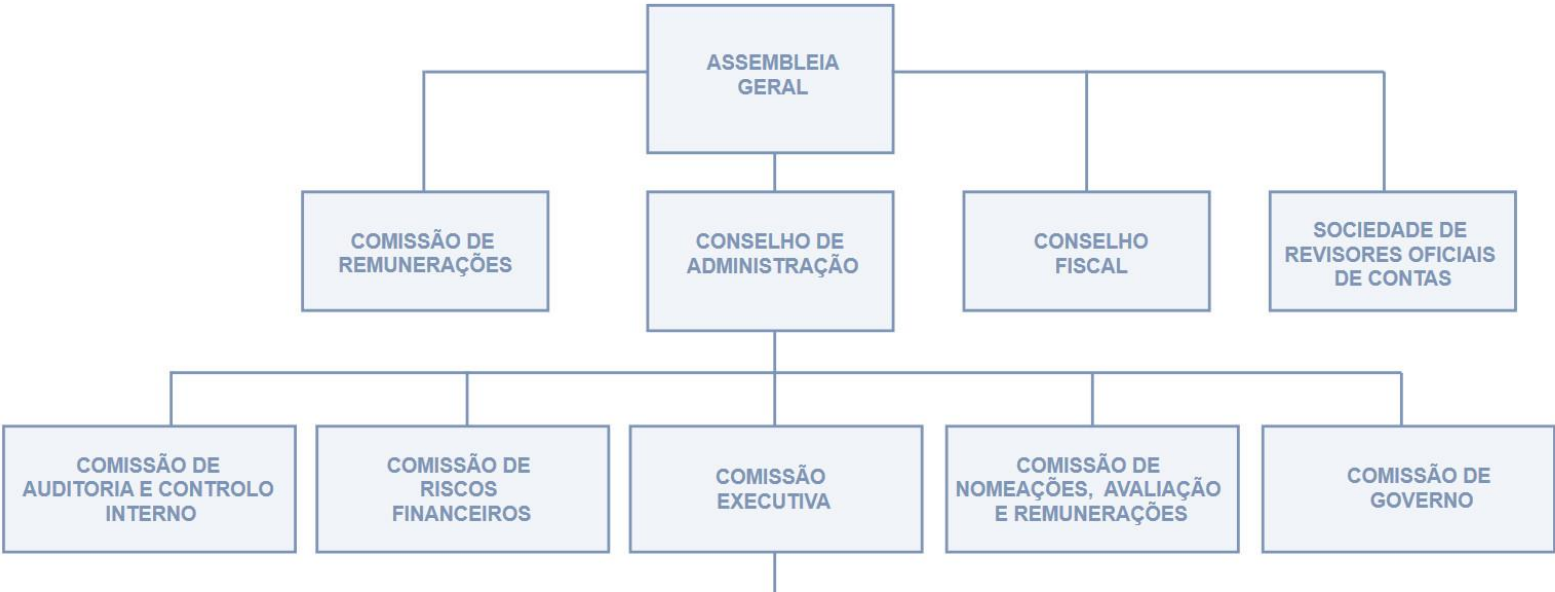 ASSEMBLEIA
GERAL
COMISSÃO DE
REMUNERAÇÕES
CONSELHO DE
ADMINISTRAÇÃO
CONSELHO
FISCAL
SOCIEDADE DE
REVISORES OFICIAIS
DE CONTAS
COMISSÃO DE
AUDITORIA E CONTROLO
INTERNO
COMISSÃO DE
RISCOS
FINANCEIROS
COMISSÃO
EXECUTIVA
COMISSÃO DE
NOMEAÇÕES, AVALIAÇÃO
E REMUNERAÇÕES
COMISSÃO DE
GOVERNO